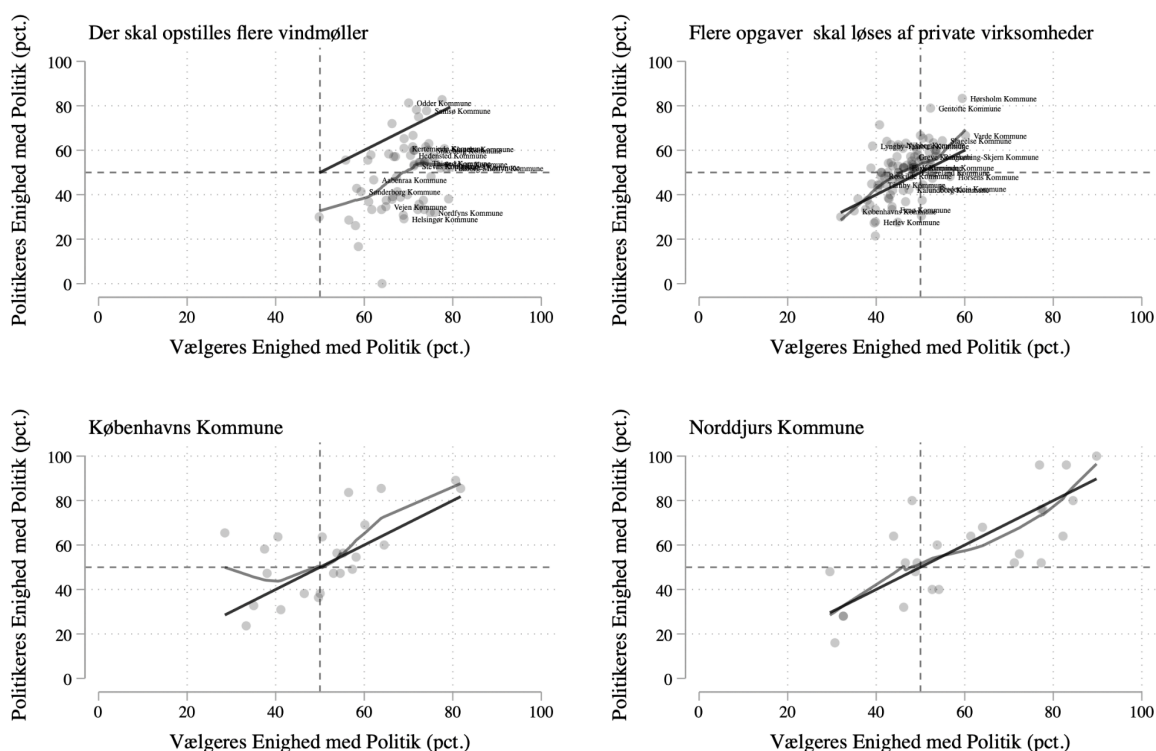 Der skal opstilles flere vindmøller
Politikeres Enighed med Politik (pct.)
100
80
60
40
20
0
Odder Kommune
Samsø Kommune
Hedensted Kommune
Aabenraa Kommune
Sønderborg Kommune
Vejen Kommune
Nordfyns Kommune
Helsingør Kommune
0 20 40 60 80 100
Vælgeres Enighed med Politik (pct.)
Flere opgaver skal løses af private virksomheder
Politikeres Enighed med Politik (pct.)
100
80
60
40
20
0
Hørsholm Kommune
Gentofte Kommune
Varde Kommune
Kommune
Greve
-Skjern Kommune
Horsens Kommune
Kommune
Københavns Kommune
Herlev Kommune
0 20 40 60 80 100
Vælgeres Enighed med Politik (pct.)
Københavns Kommune
Politikeres Enighed med Politik (pct.)
100
80
60
40
20
0
0 20 40 60 80 100
Vælgeres Enighed med Politik (pct.)
Norddjurs Kommune
Politikeres Enighed med Politik (pct.)
100
80
60
40
20
0
0 20 40 60 80 100
Vælgeres Enighed med Politik (pct.)